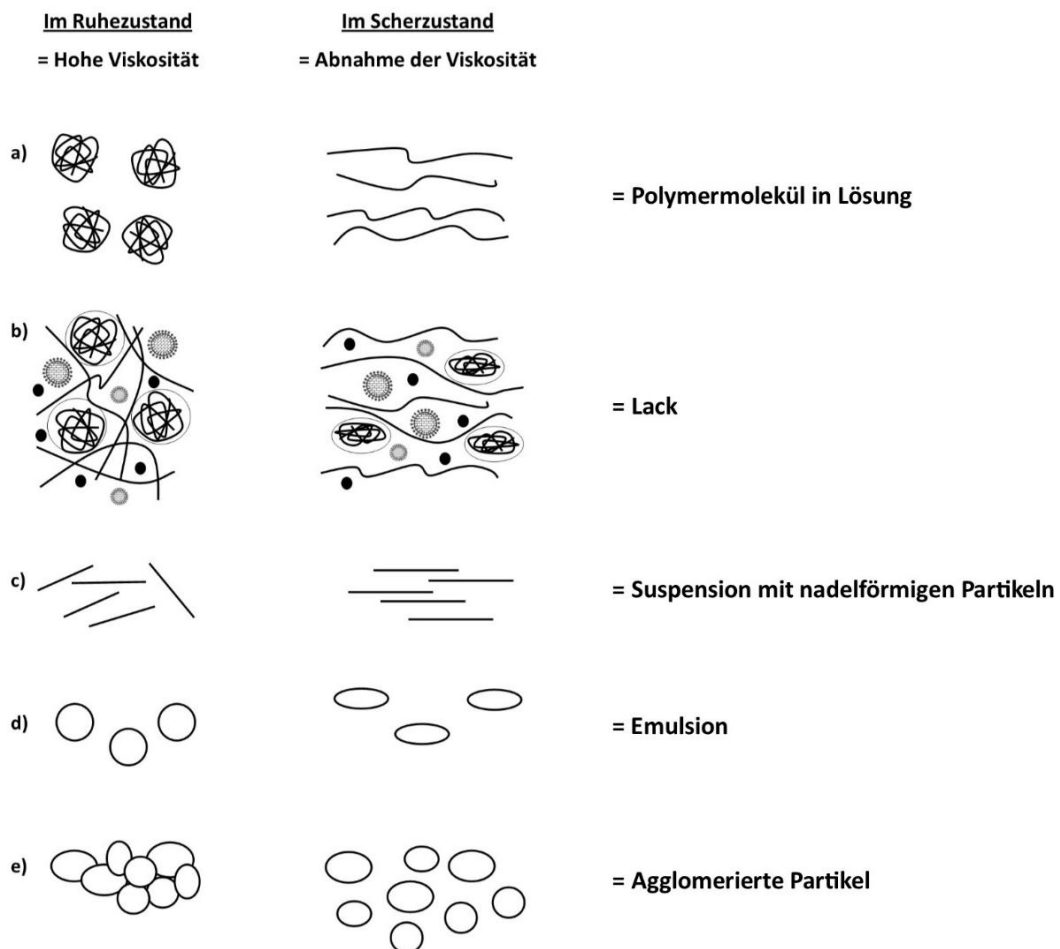 Im Ruhezustand
Im Scherzustand
= Hohe Viskosität
= Abnahme der Viskosität
a)
= Polymermolekül in Lösung
b)
= Lack
c)
= Suspension mit nadelförmigen Partikeln
d)
= Emulsion
e)
= Agglomerierte Partikel